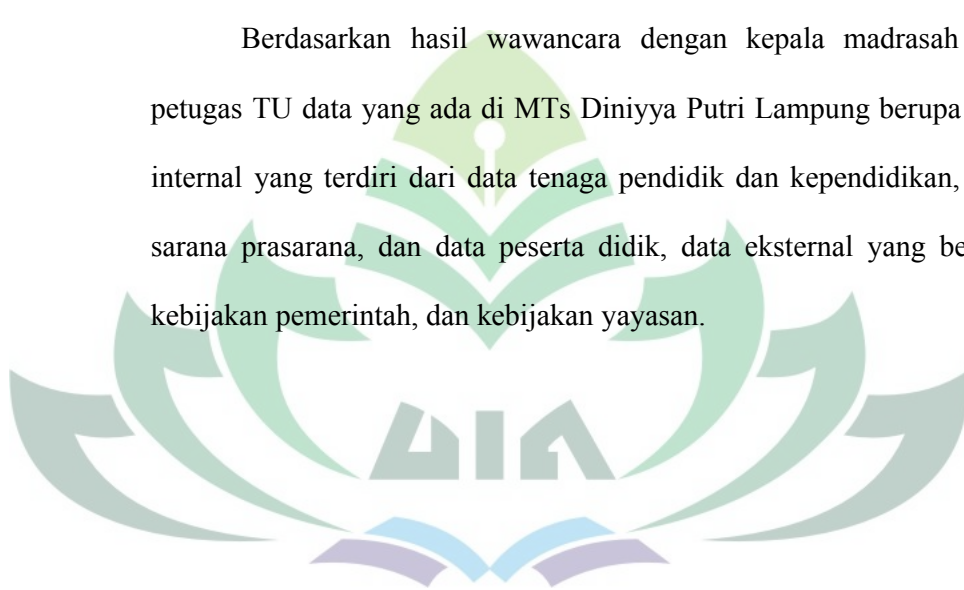 Berdasarkan hasil wawancara dengan kepala madrasah
petugas TU data yang ada di MTs Diniyya Putri Lampung berupa
internal yang terdiri dari data tenaga pendidik dan kependidikan,
sarana prasarana, dan data peserta didik, data eksternal yang be
kebijakan pemerintah, dan kebijakan yayasan.
UIN